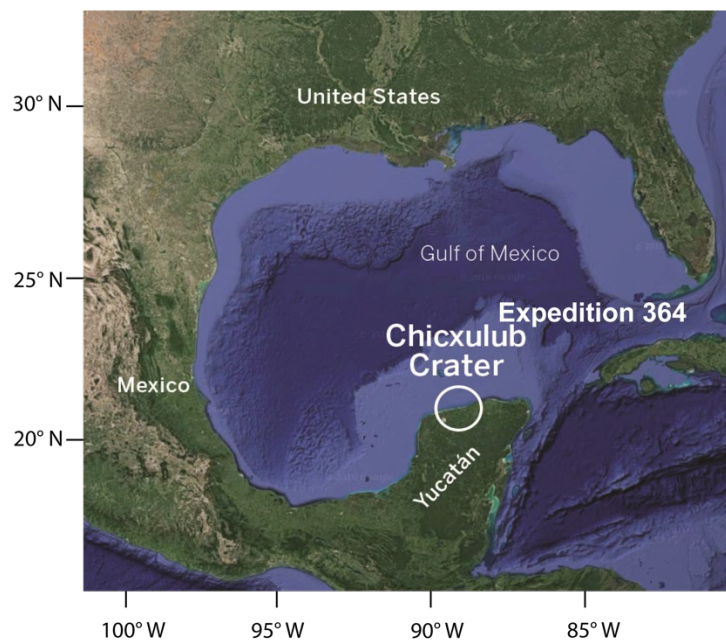 30° N
United States
Gulf of Mexico
25° N
Expedition 364
Chicxulub
Crater
Mexico
20° N
Yucatán
100° W
95° W
90° W
85° W